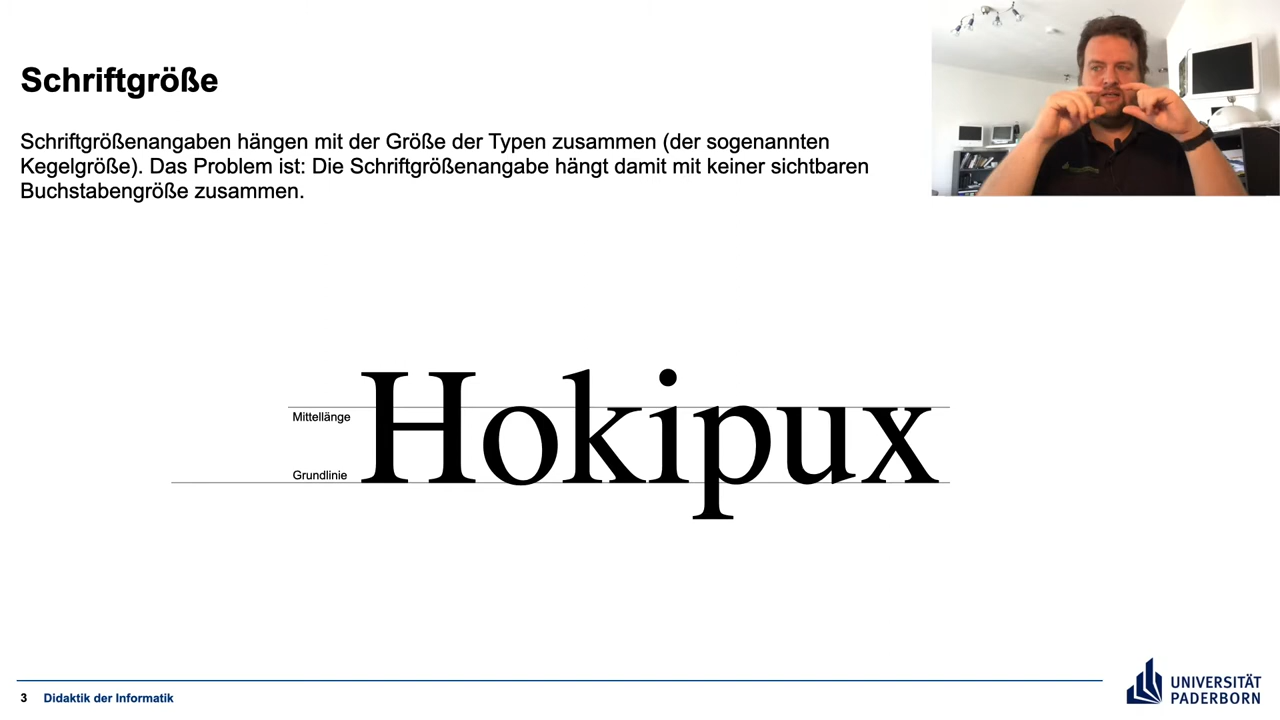 Schriftgröße
Schriftgrößenangaben hängen mit der Größe der Typen zusammen (der sogenannten
Kegelgröße). Das Problem ist: Die Schriftgrößenangabe hängt damit mit keiner sichtbaren
Buchstabengröße zusammen.
Hokipux
Mittellänge
Grundlinie
3 Didaktik der Informatik
UNIVERSITÄT
PADERBORN